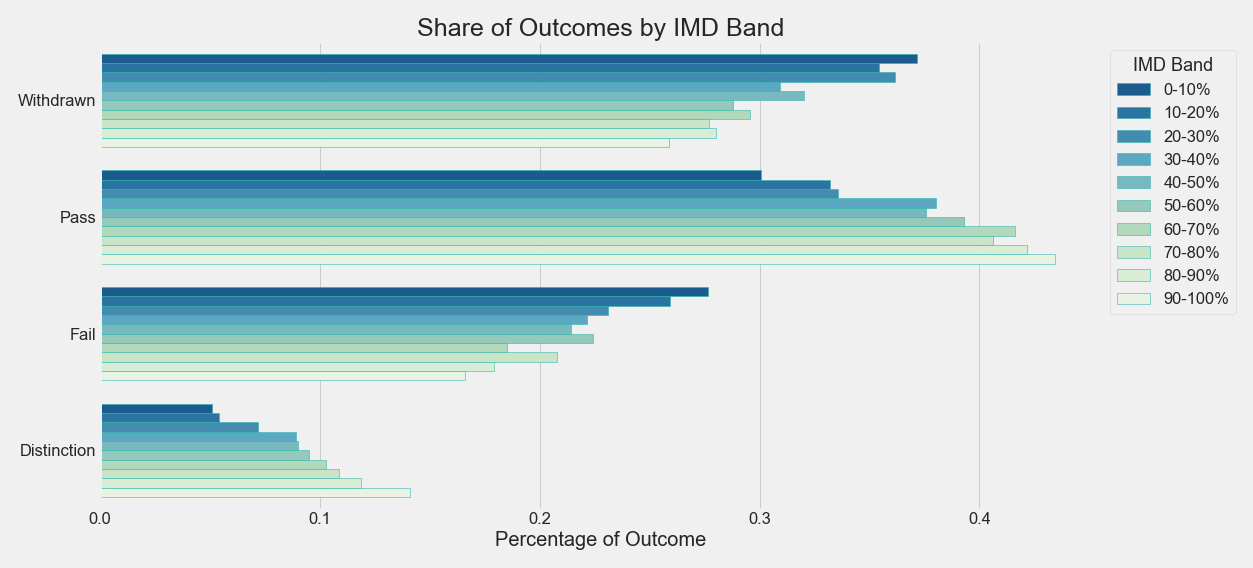 Share of Outcomes by IMD Band
Withdrawn
Pass
Fail
Distinction
0.0
0.1
0.2
0.3
0.4
Percentage of Outcome
IMD Band
0-10%
10-20%
20-30%
30-40%
40-50%
50-60%
60-70%
70-80%
80-90%
90-100%